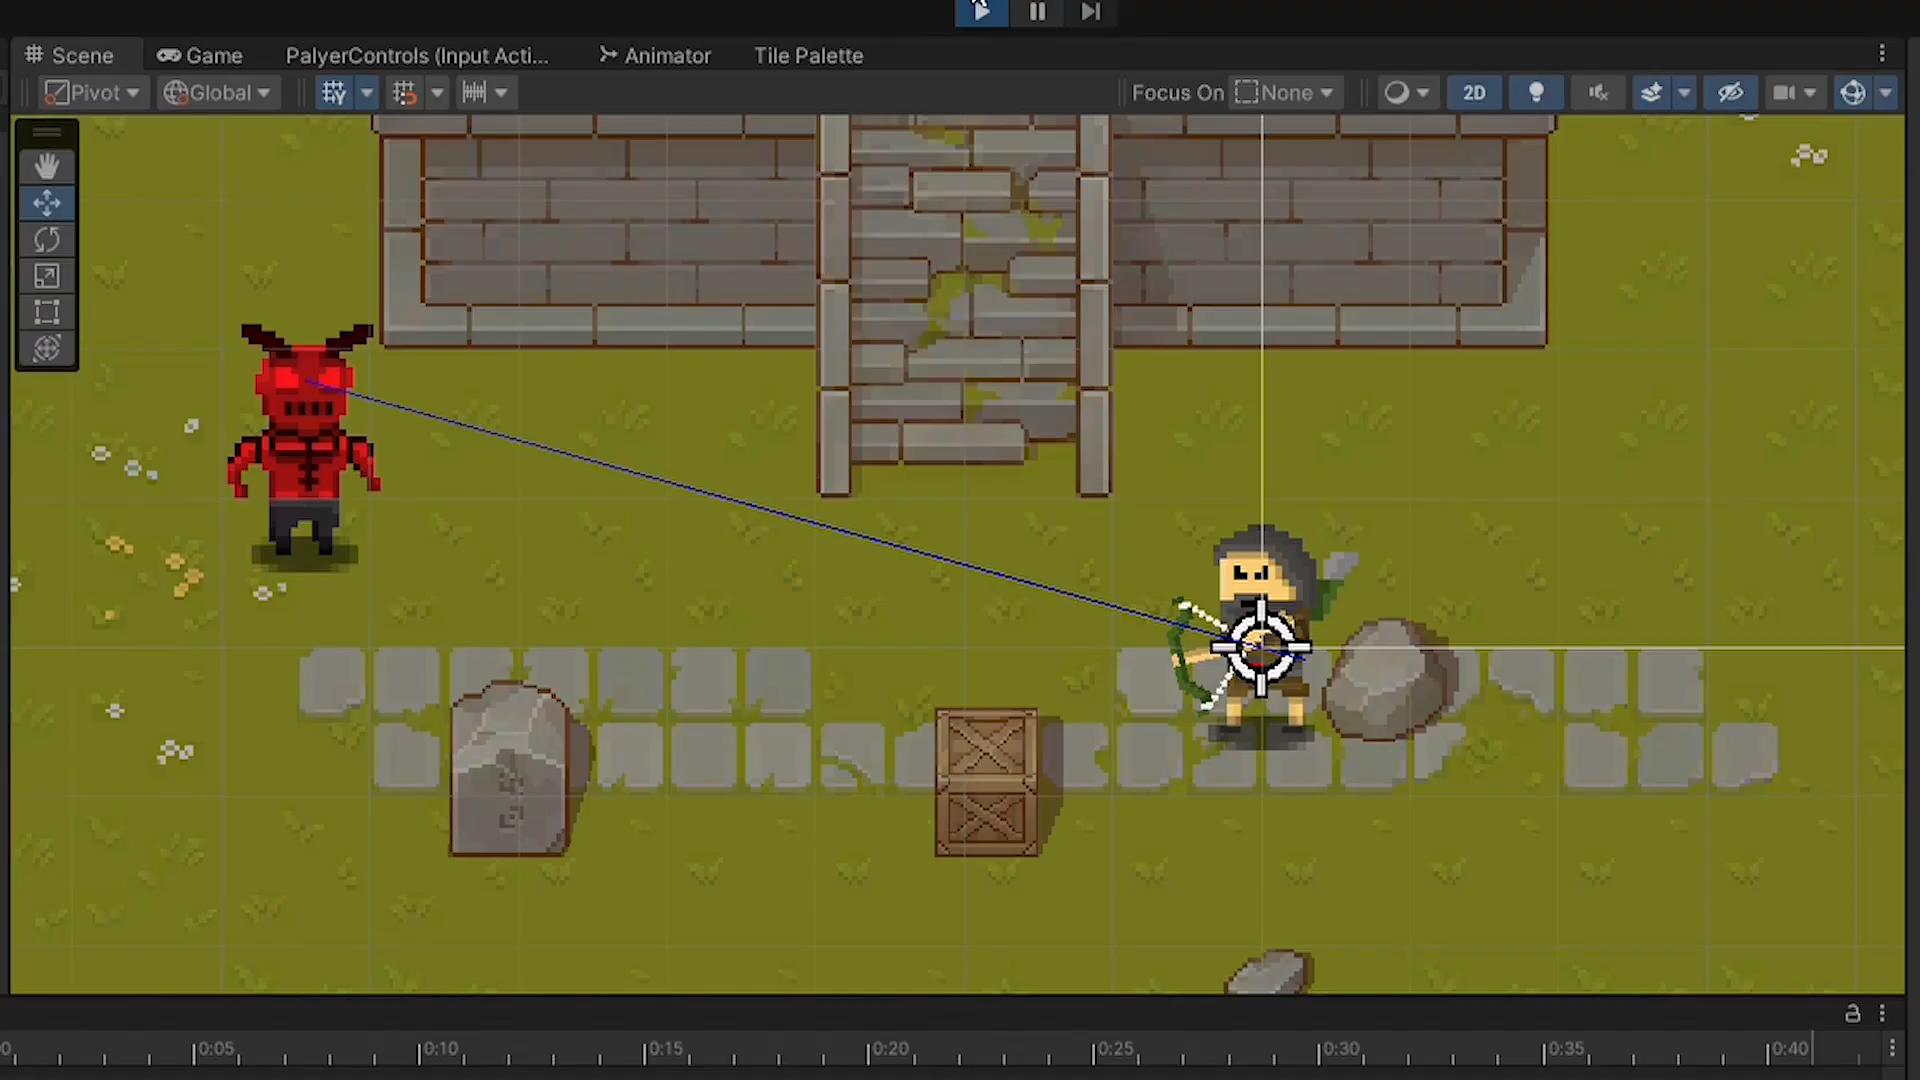 Scene Game PalyerControls (Input Acti... Animator Tile Palette
Pivot Global Focus On None 2D
0:05 0:10 0:15 0:20 0:25 0:30 0:35 0:40